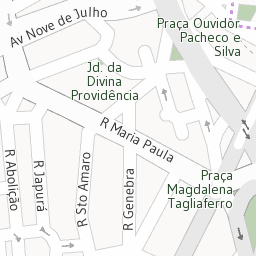 Av Nove de Julho
Praça Ouvidor
Pacheco e
Silva
Jd. da
Divina
Providência
R Maria Paula
R Abolição
R Japurá
R Sto Amaro
R Genebra
Praça
Magdalena
Tagliaferro